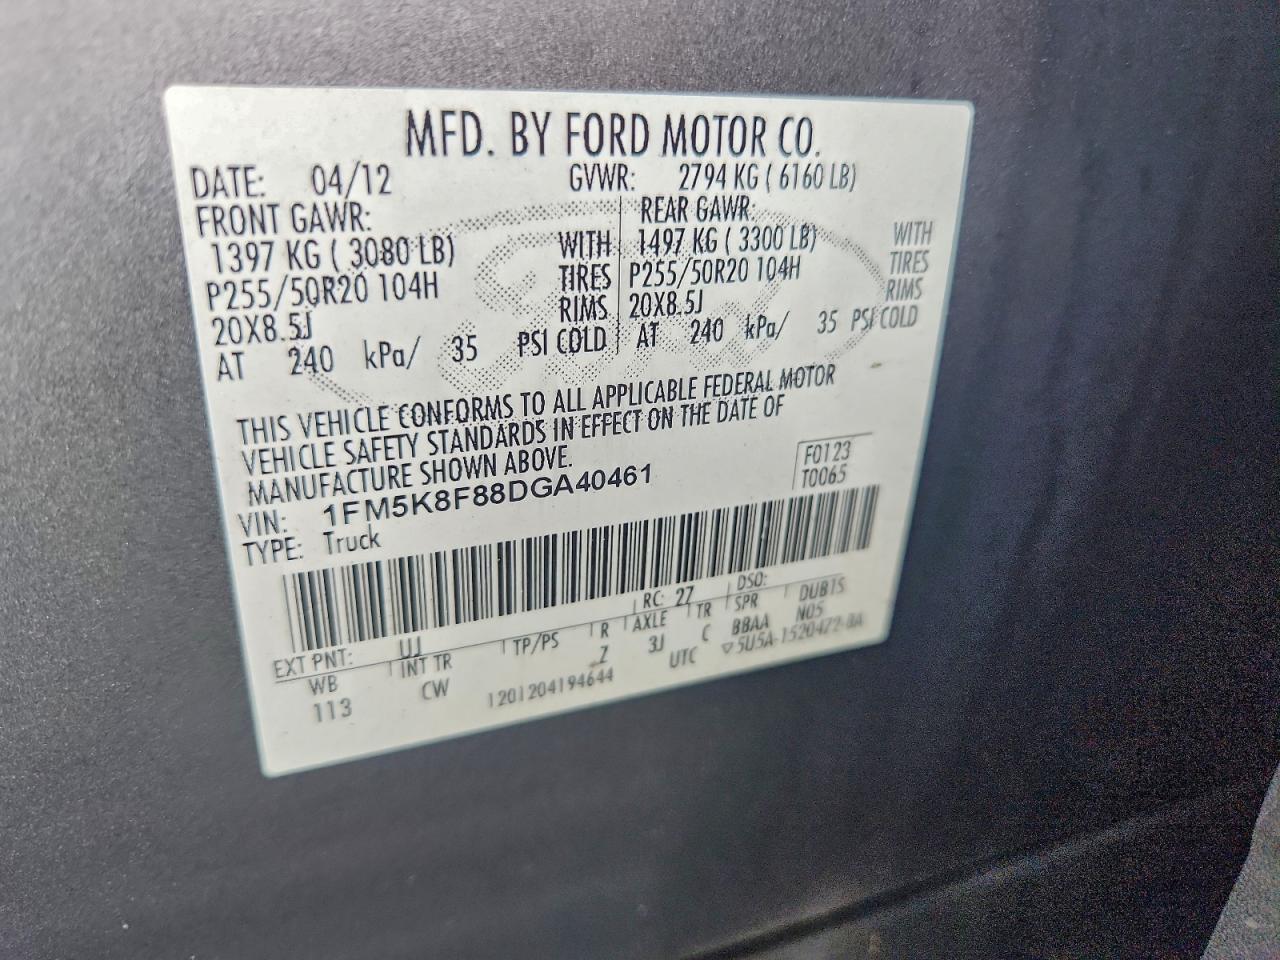 MFD. BY FORD MOTOR CO.
DATE: 04/12 GVWR: 2794 KG ( 6160 LB)
FRONT GAWR: REAR GAWR:
1397 KG ( 3080 LB) WITH 1497 KG ( 3300 LB) WITH
P255/50R20 104H TIRES P255/50R20 104H TIRES
20X8.5J RIMS 20X8.5J RIMS
AT 240 kPa/ 35 PSI COLD AT 240 kPa/ 35 PSI COLD
THIS VEHICLE CONFORMS TO ALL APPLICABLE FEDERAL MOTOR
VEHICLE SAFETY STANDARDS IN EFFECT ON THE DATE OF
MANUFACTURE SHOWN ABOVE.
F0123
VIN: 1FM5K8F88DGA40461 T0065
TYPE: Truck
EXT PNT: UJ RC: 27 DSO:
WB INT TR TP/PS R AXLE TR SPR DUB1S
113 CW Z 3J C BBAA N05
1201204194644 UTC ▽5U5A-1520472-BA